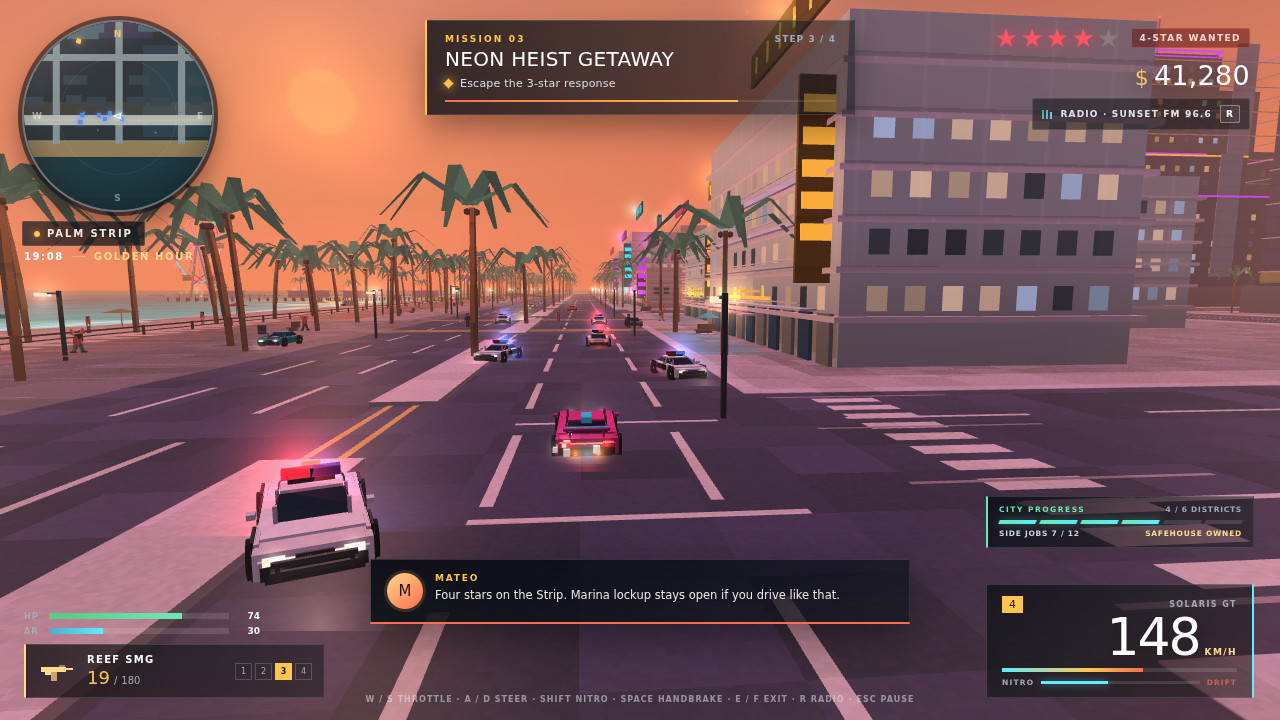 N
W
E
S
PALM STRIP
19:08 — GOLDEN HOUR
MISSION 03
STEP 3 / 4
NEON HEIST GETAWAY
Escape the 3-star response
4-STAR WANTED
$ 41,280
RADIO · SUNSET FM 96.6 R
CITY PROGRESS
4 / 6 DISTRICTS
SIDE JOBS 7 / 12
SAFEHOUSE OWNED
M
MATEO
Four stars on the Strip. Marina lockup stays open if you drive like that.
HP 74
AR 30
REEF SMG
19 / 180
1 2 3 4
4
SOLARIS GT
148 KM/H
NITRO
DRIFT
W / S THROTTLE · A / D STEER · SHIFT NITRO · SPACE HANDBRAKE · E / F EXIT · R RADIO · ESC PAUSE